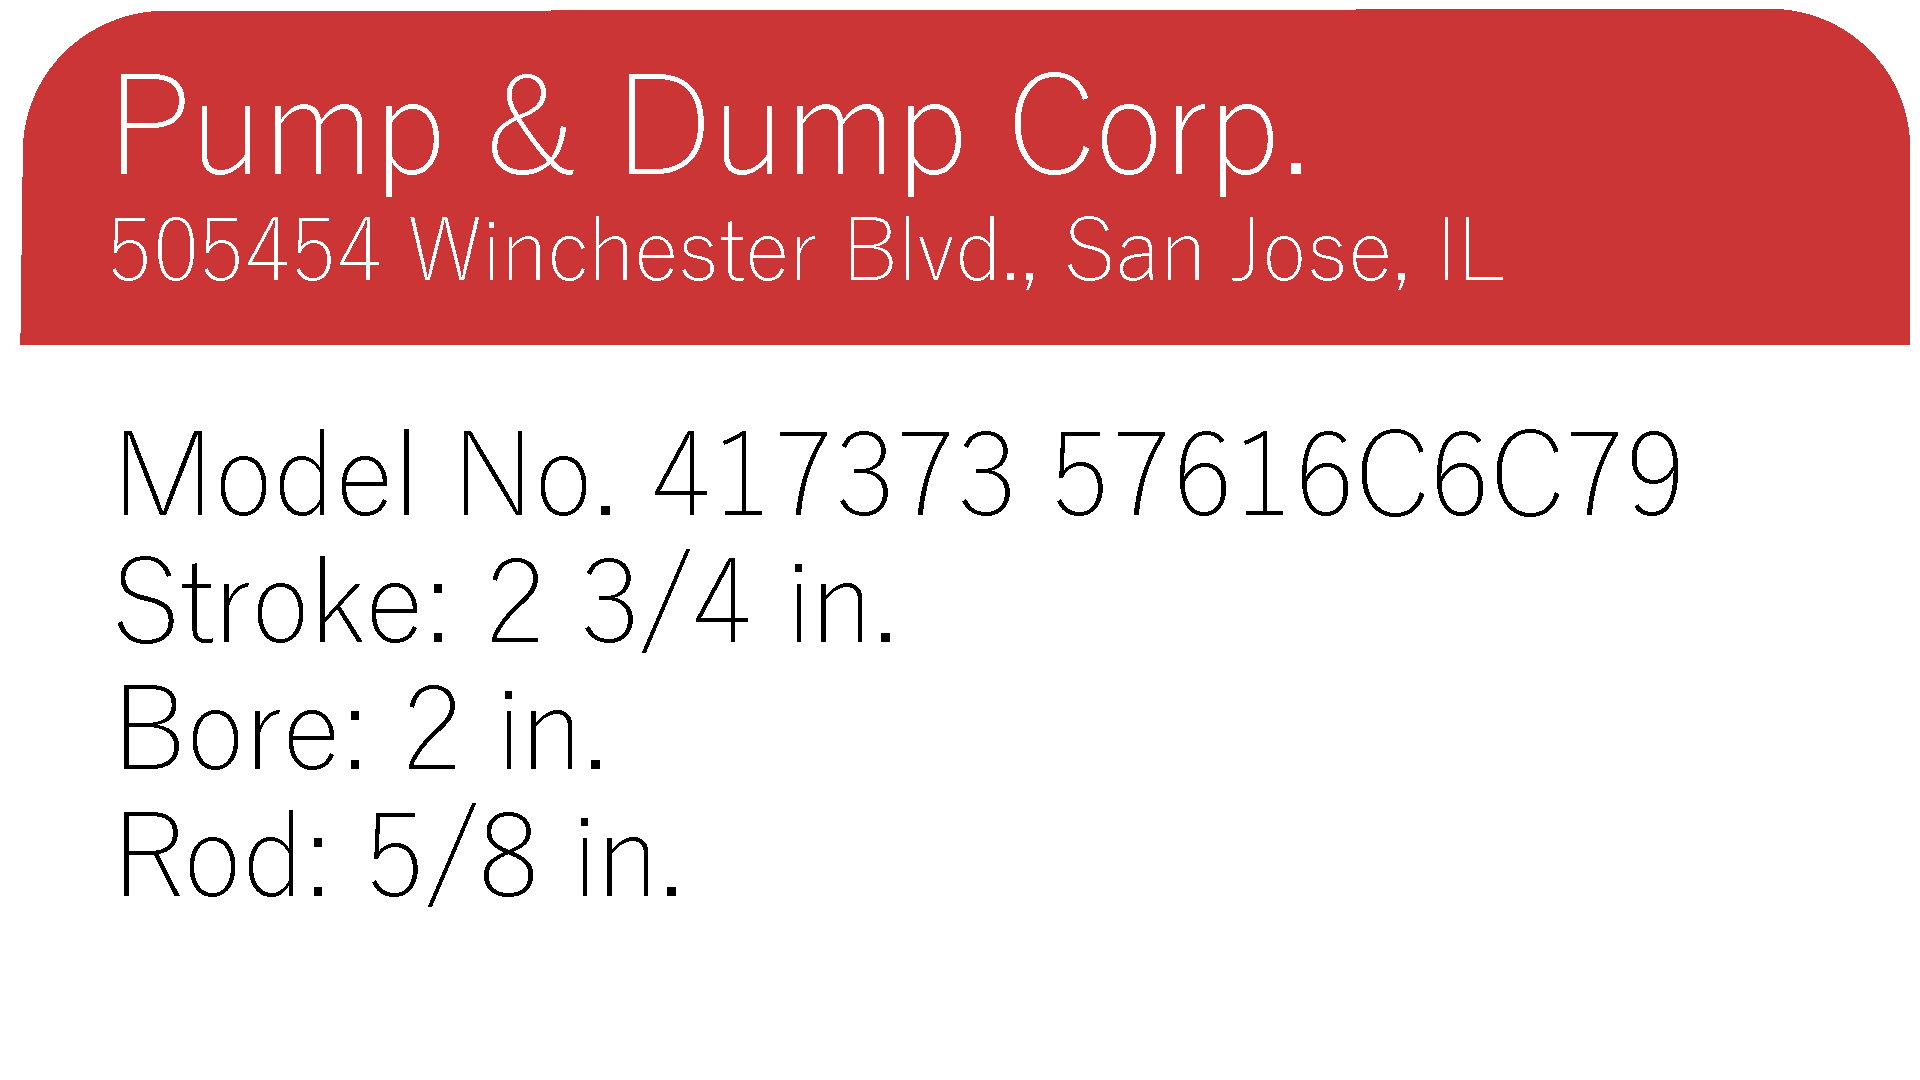 Pump & Dump Corp.
505454 Winchester Blvd., San Jose, IL
Model No. 417373 57616C6C79
Stroke: 2 3/4 in.
Bore: 2 in.
Rod: 5/8 in.